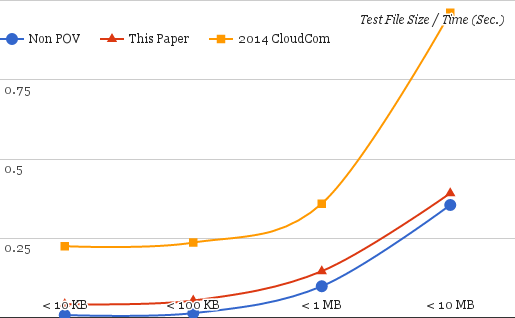 Test File Size / Time (Sec.)
Non POV This Paper 2014 CloudCom
0.75
0.5
0.25
< 10 KB < 100 KB < 1 MB < 10 MB